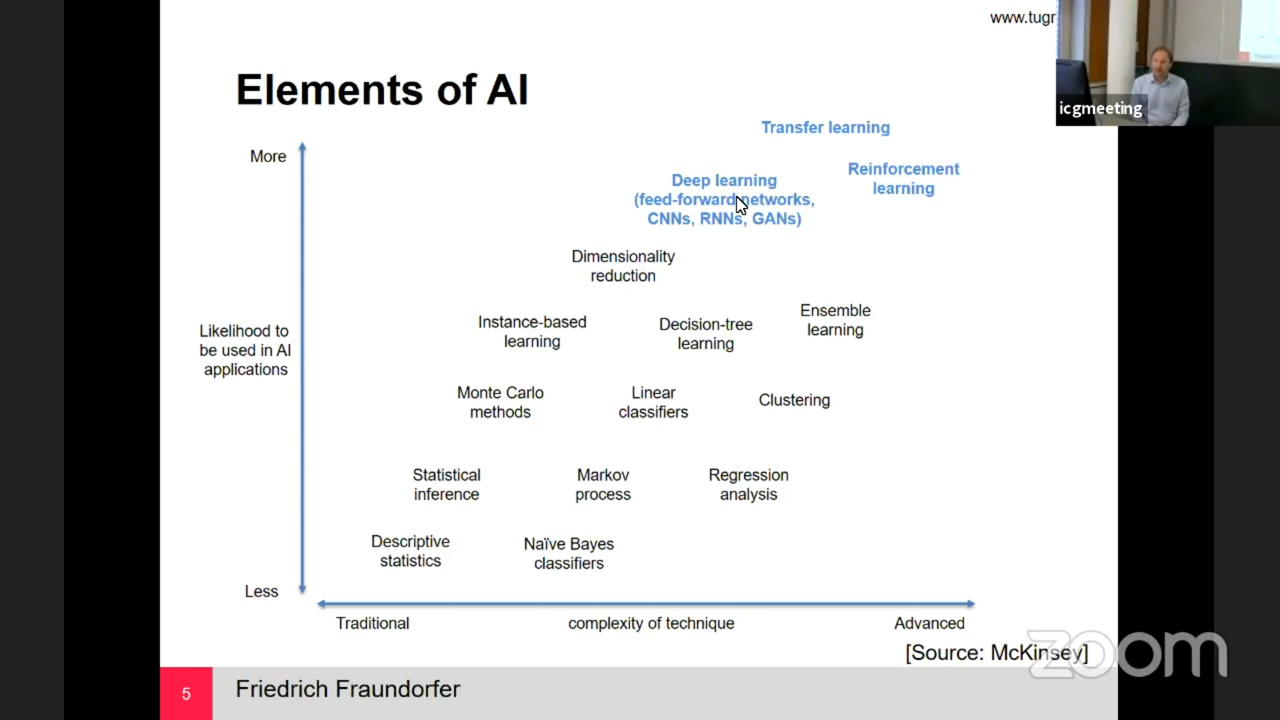 www.tugr
icgmeeting
Elements of AI
Transfer learning
More
Reinforcement
learning
Deep learning
(feed-forward networks,
CNNs, RNNs, GANs)
Dimensionality
reduction
Ensemble
learning
Instance-based
learning
Decision-tree
learning
Likelihood to
be used in AI
applications
Monte Carlo
methods
Linear
classifiers
Clustering
Statistical
inference
Markov
process
Regression
analysis
Descriptive
statistics
Naïve Bayes
classifiers
Less
Traditional
complexity of technique
Advanced
[Source: McKinsey]
zoom
5
Friedrich Fraundorfer